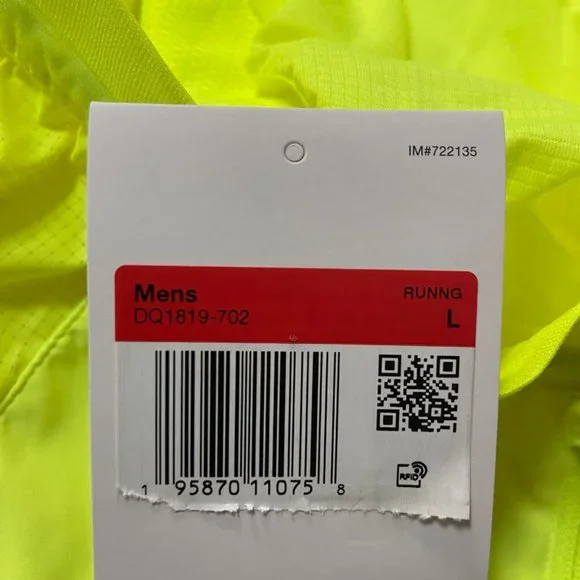 IM#722135
Mens RUNNG
DQ1819-702 L
1 95870 11075 8
RFID